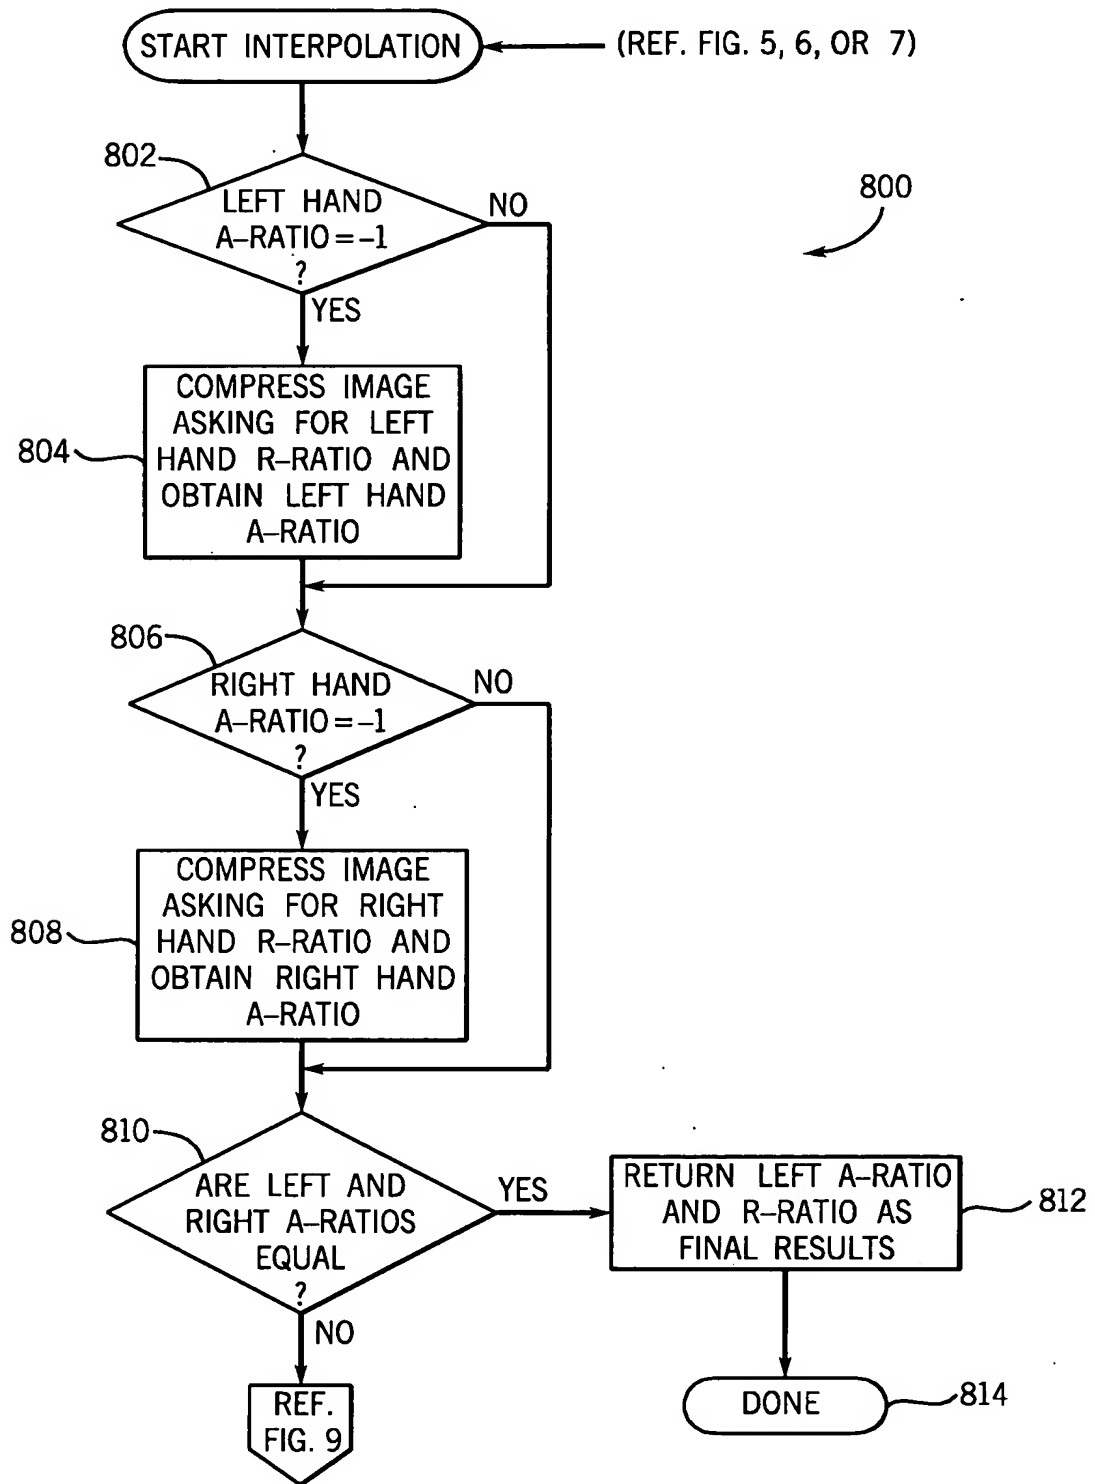 START INTERPOLATION
(REF. FIG. 5, 6, OR 7)
802
LEFT HAND
A-RATIO=-1
?
NO
800
YES
COMPRESS IMAGE
ASKING FOR LEFT
HAND R-RATIO AND
OBTAIN LEFT HAND
A-RATIO
804
806
RIGHT HAND
A-RATIO=-1
?
NO
YES
COMPRESS IMAGE
ASKING FOR RIGHT
HAND R-RATIO AND
OBTAIN RIGHT HAND
A-RATIO
808
810
ARE LEFT AND
RIGHT A-RATIOS
EQUAL
?
YES
RETURN LEFT A-RATIO
AND R-RATIO AS
FINAL RESULTS
812
NO
REF.
FIG. 9
DONE
814